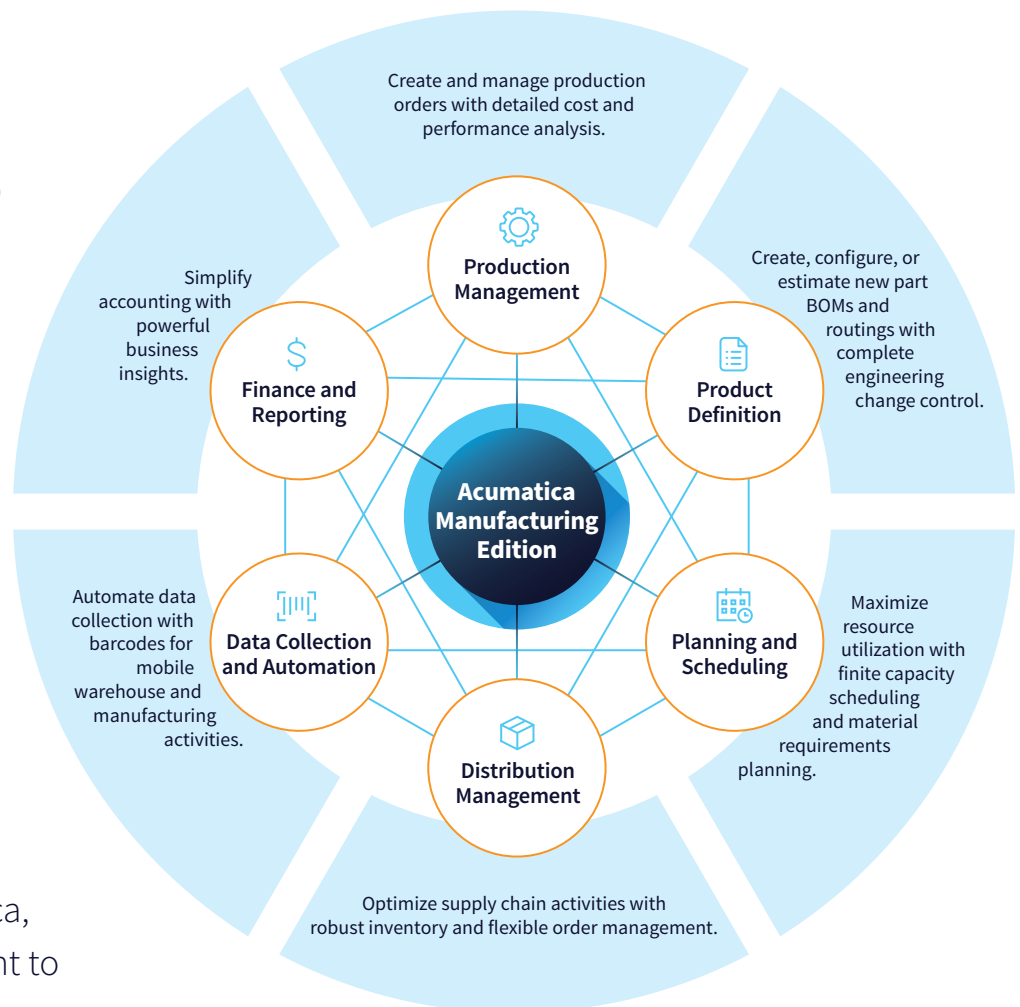 Create and manage production
orders with detailed cost and
performance analysis.
Production
Management
Create, configure, or
estimate new part
BOMs and
routings with
complete
engineering
change control.
Product
Definition
Simplify
accounting with
powerful
business
insights.
Finance and
Reporting
Acumatica
Manufacturing
Edition
Automate data
collection with
barcodes for
mobile
warehouse and
manufacturing
activities.
Data Collection
and Automation
Planning and
Scheduling
Maximize
resource
utilization with
finite capacity
scheduling
and material
requirements
planning.
Distribution
Management
Optimize supply chain activities with
robust inventory and flexible order management.
ca,
nt to